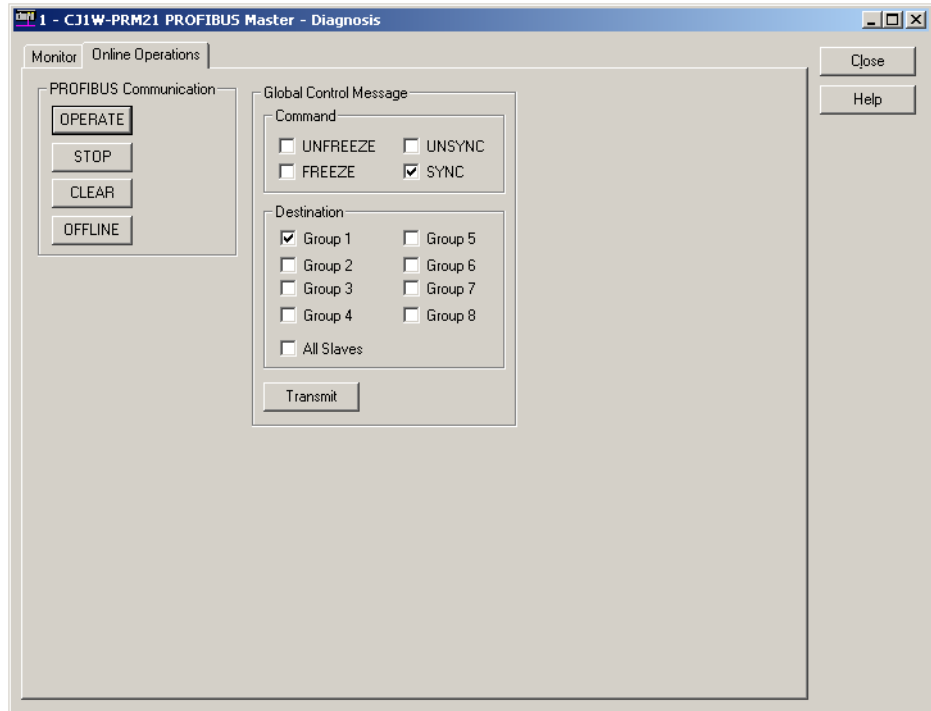 1 - CJ1W-PRM21 PROFIBUS Master - Diagnosis
Monitor
Online Operations
Close
Help
PROFIBUS Communication
OPERATE
STOP
CLEAR
OFFLINE
Global Control Message
Command
UNFREEZE
UNSYNC
FREEZE
SYNC
Destination
Group 1
Group 5
Group 2
Group 6
Group 3
Group 7
Group 4
Group 8
All Slaves
Transmit